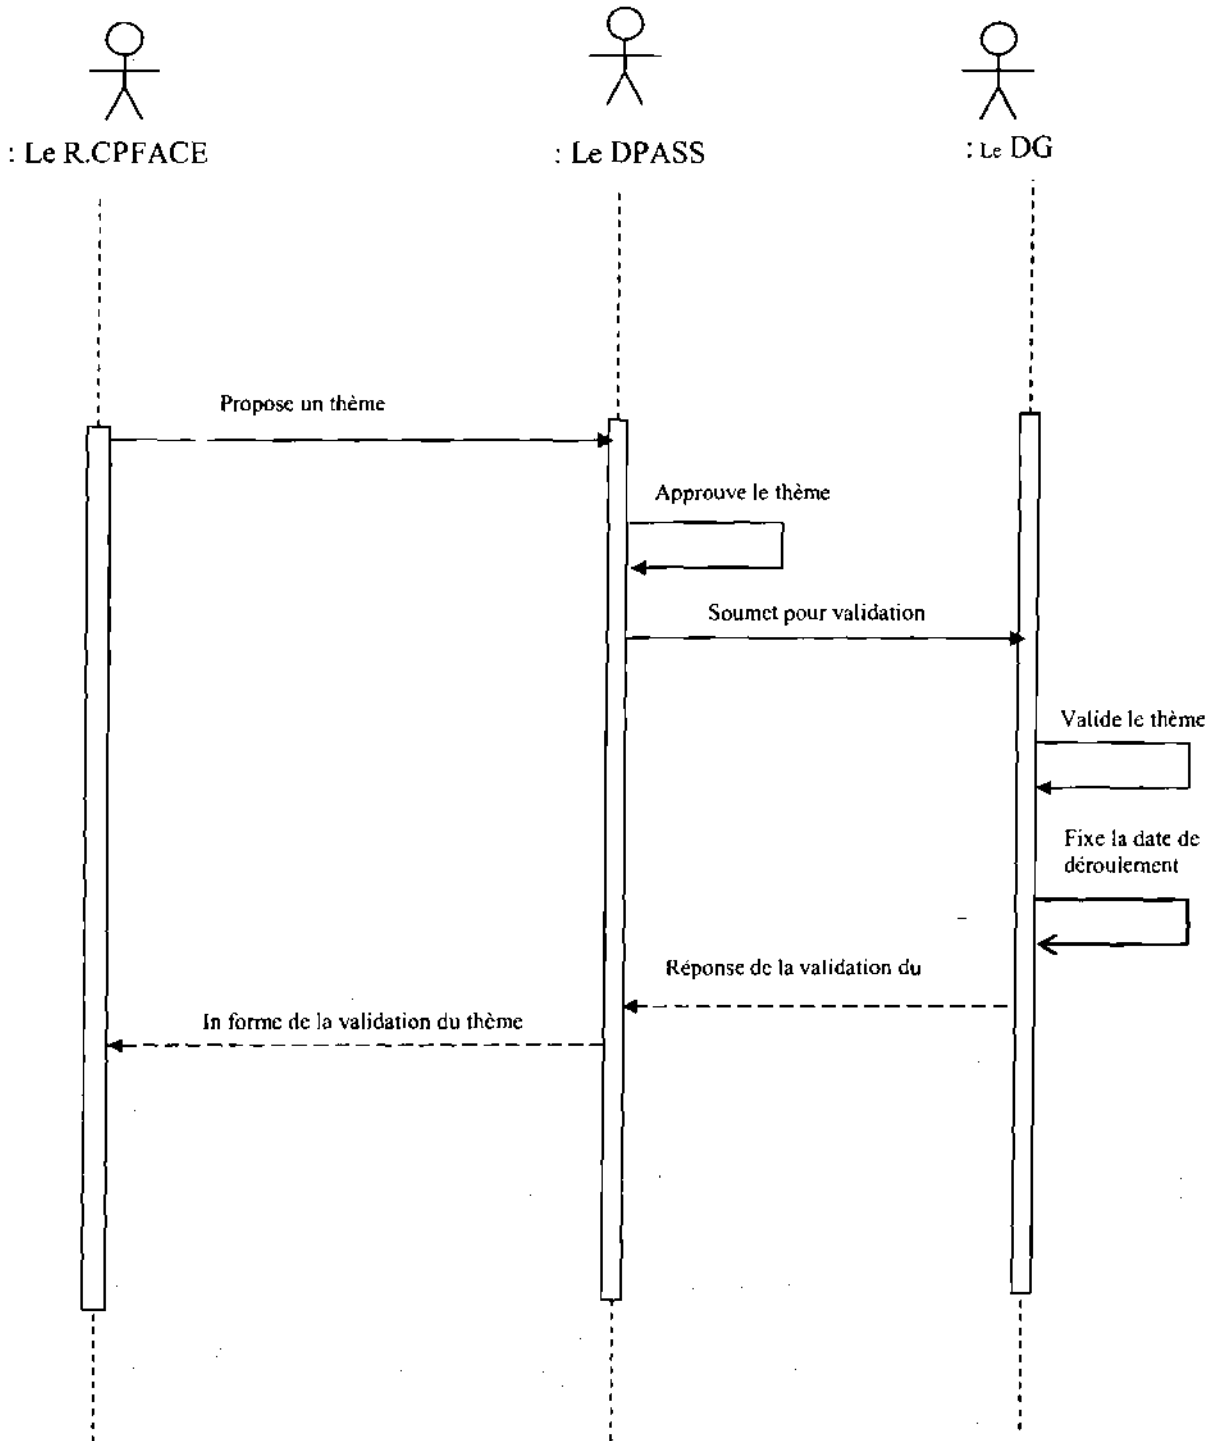 : Le R.CPFACE
: Le DPASS
: Le DG
Propose un thème
Approuve le thème
Soumet pour validation
Valide le thème
Fixe la date de
déroulement
Réponse de la validation du
In forme de la validation du thème